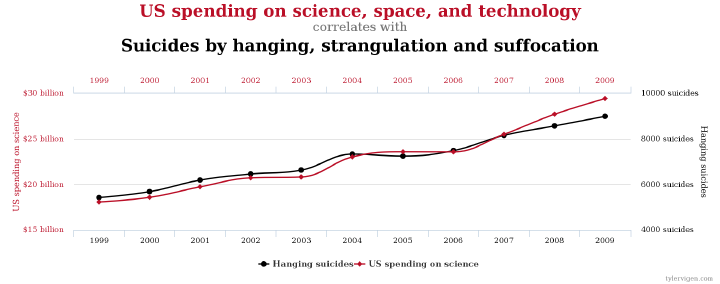 US spending on science, space, and technology
correlates with
Suicides by hanging, strangulation and suffocation
1999 2000 2001 2002 2003 2004 2005 2006 2007 2008 2009
$30 billion 10000 suicides
$25 billion 8000 suicides
US spending on science
Hanging suicides
$20 billion 6000 suicides
$15 billion 4000 suicides
1999 2000 2001 2002 2003 2004 2005 2006 2007 2008 2009
Hanging suicides US spending on science
tylervigen.com